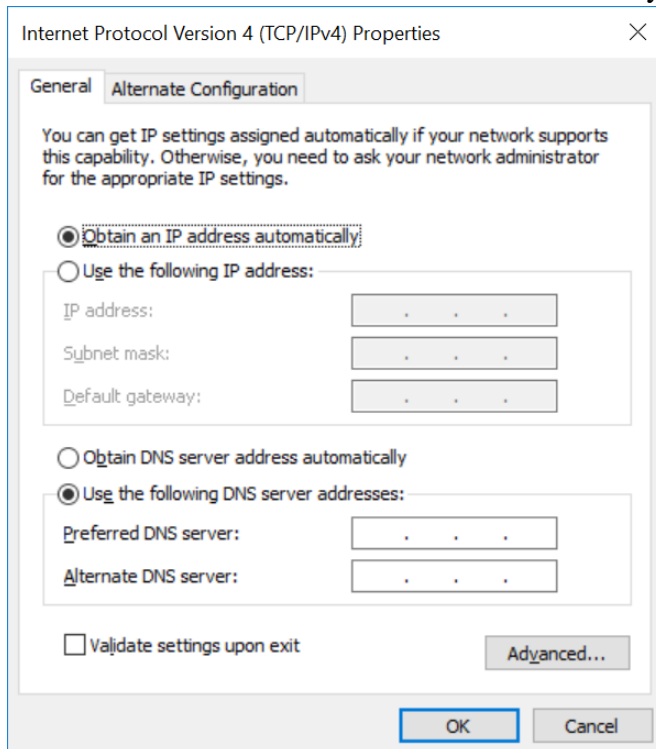 Internet Protocol Version 4 (TCP/IPv4) Properties
General
Alternate Configuration
You can get IP settings assigned automatically if your network supports
this capability. Otherwise, you need to ask your network administrator
for the appropriate IP settings.
Obtain an IP address automatically
Use the following IP address:
IP address:
Subnet mask:
Default gateway:
Obtain DNS server address automatically
Use the following DNS server addresses:
Preferred DNS server:
Alternate DNS server:
Validate settings upon exit
Advanced...
OK
Cancel